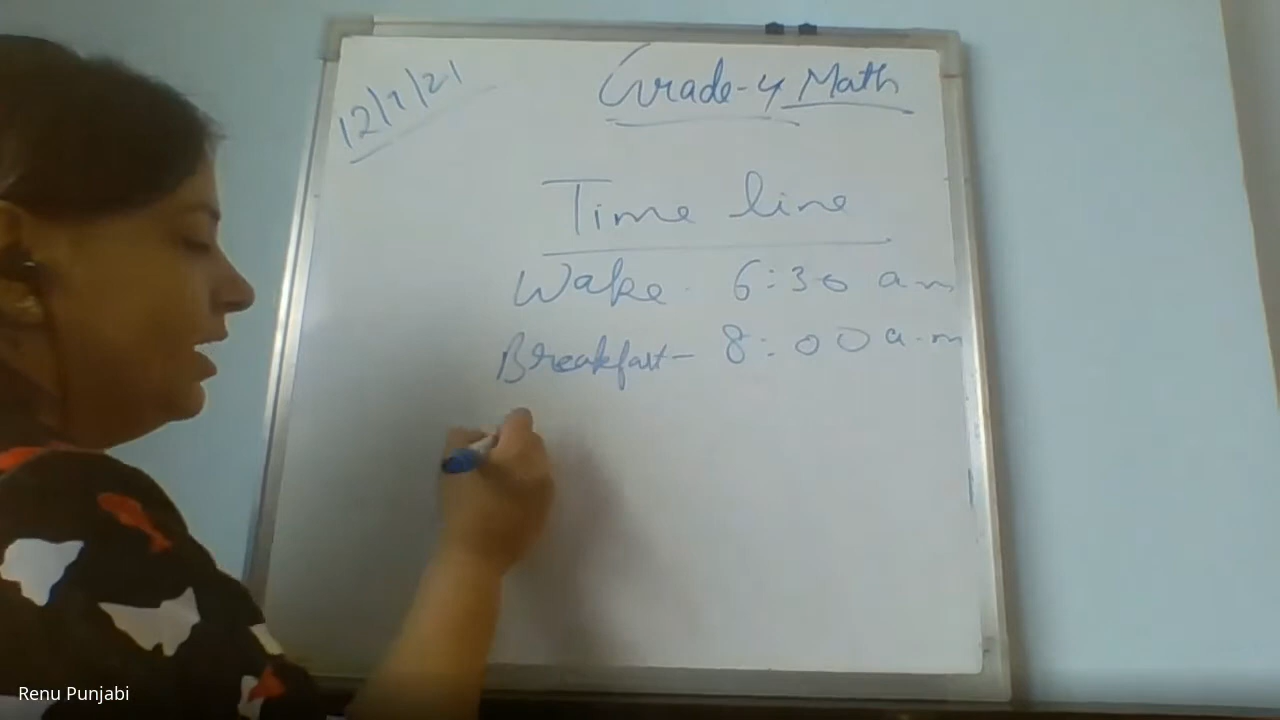 12/7/21
Grade-4 Math
Time line
Wake - 6:30 am
Breakfast - 8:00 a.m
Renu Punjabi